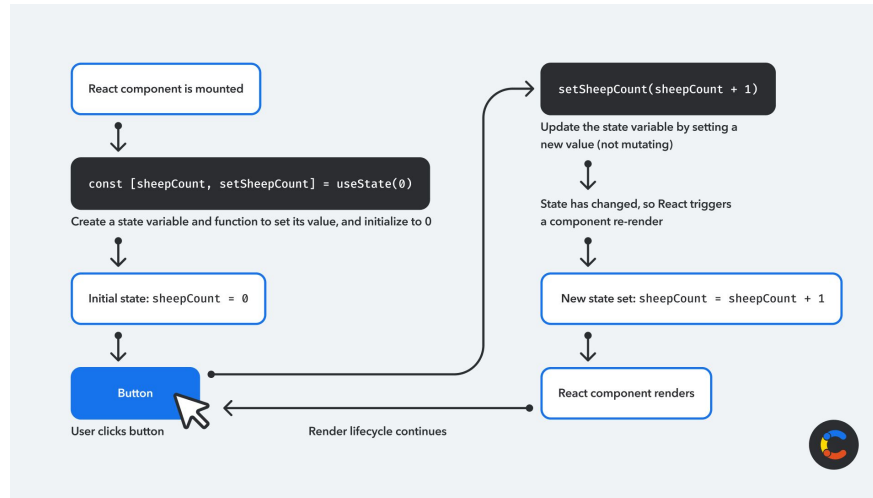 React component is mounted
const [sheepCount, setSheepCount] = useState(0)
Create a state variable and function to set its value, and initialize to 0
Initial state: sheepCount = 0
Button
User clicks button
setSheepCount(sheepCount + 1)
Update the state variable by setting a
new value (not mutating)
State has changed, so React triggers
a component re-render
New state set: sheepCount = sheepCount + 1
React component renders
Render lifecycle continues